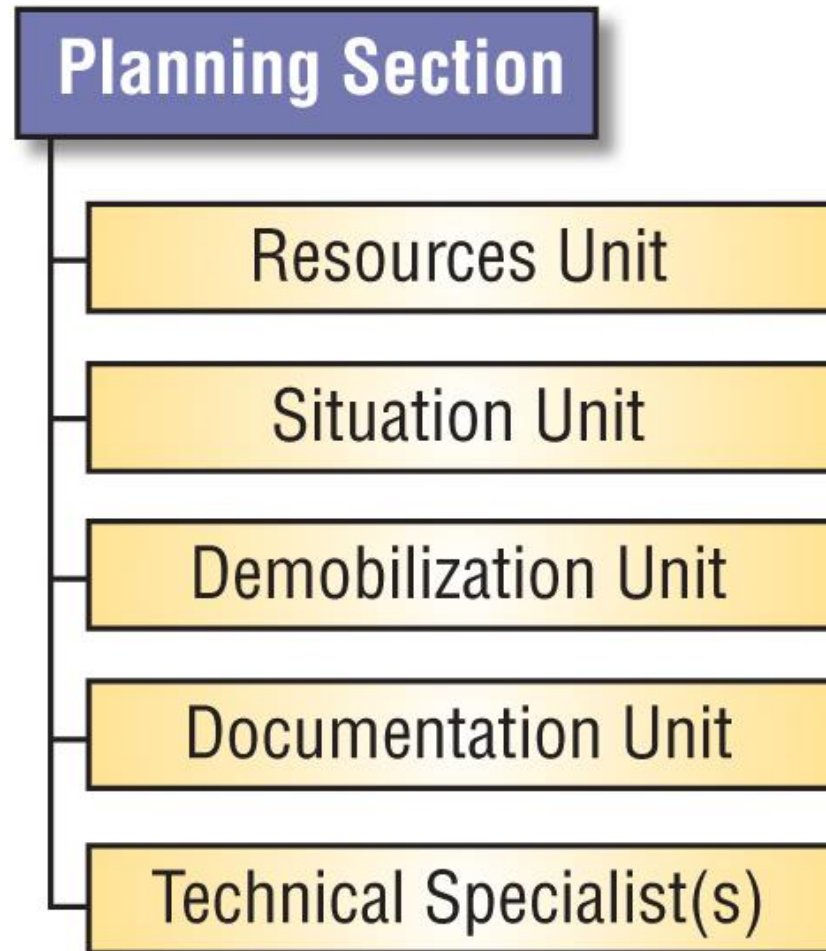 Planning Section
Resources Unit
Situation Unit
Demobilization Unit
Documentation Unit
Technical Specialist(s)